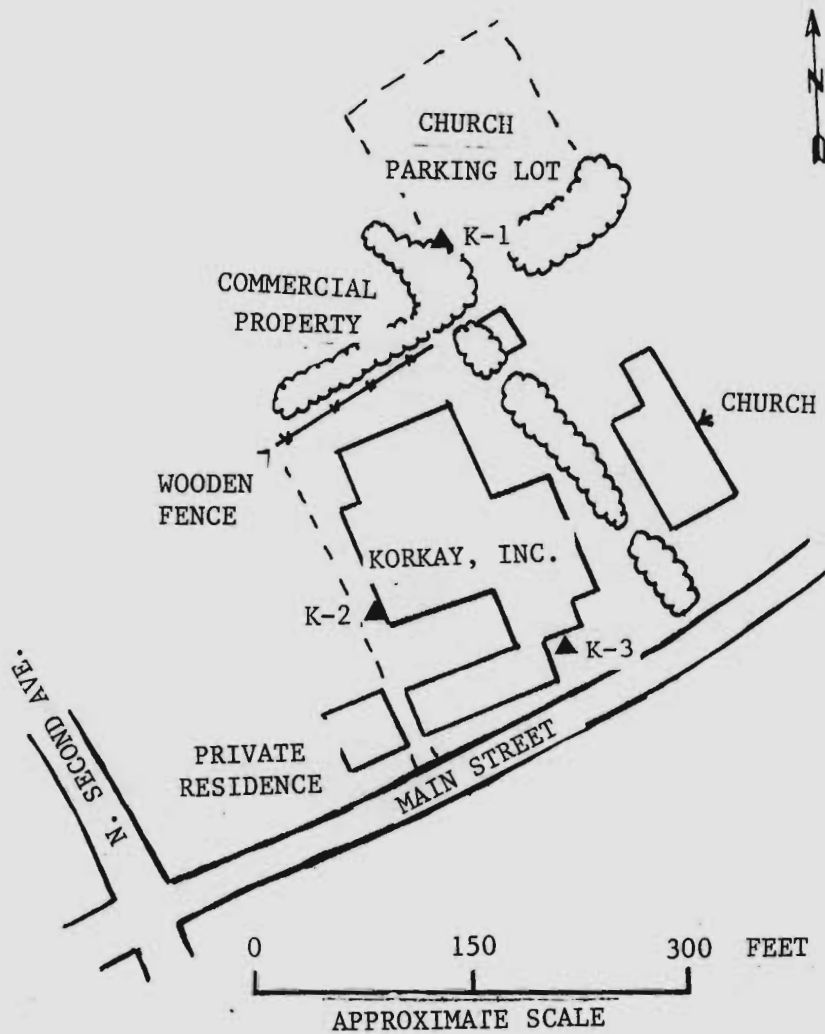 N
CHURCH
PARKING LOT
K-1
COMMERCIAL
PROPERTY
CHURCH
WOODEN
FENCE
KORKAY, INC.
K-2
K-3
N. SECOND AVE.
PRIVATE
RESIDENCE
MAIN STREET
0 150 300 FEET
APPROXIMATE SCALE